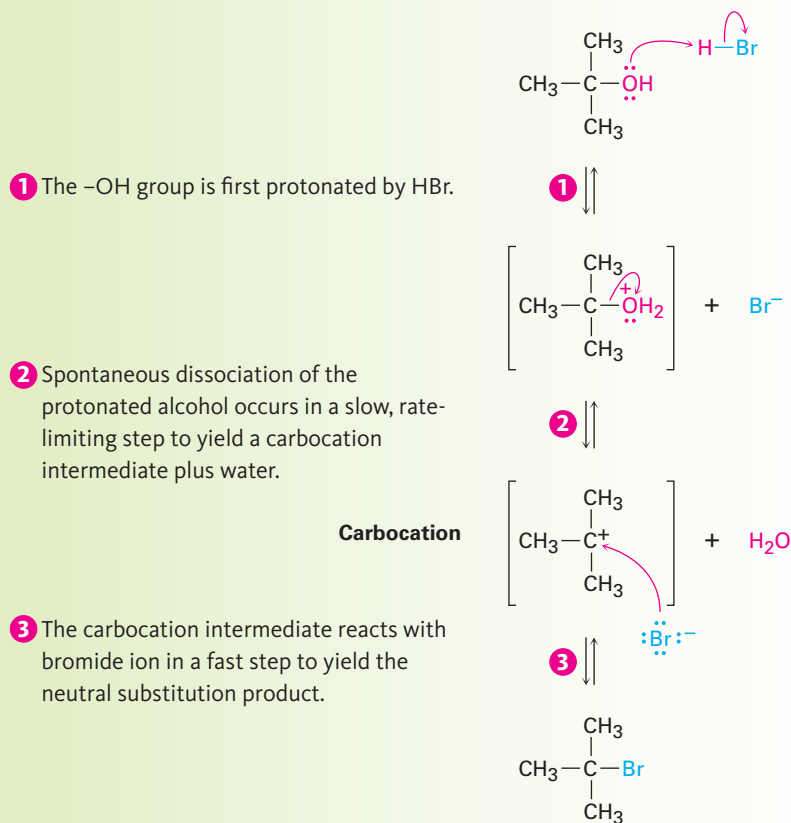 CH₃
H—Br
CH₃—C—ÖH
CH₃
1 The –OH group is first protonated by HBr.
1
CH₃
+
CH₃—C—OH₂ + Br⁻
CH₃
2 Spontaneous dissociation of the
protonated alcohol occurs in a slow, rate-
limiting step to yield a carbocation
intermediate plus water.
2
CH₃
Carbocation
CH₃—C⁺ + H₂O
CH₃
3 The carbocation intermediate reacts with
bromide ion in a fast step to yield the
neutral substitution product.
:Br:⁻
3
CH₃
CH₃—C—Br
CH₃